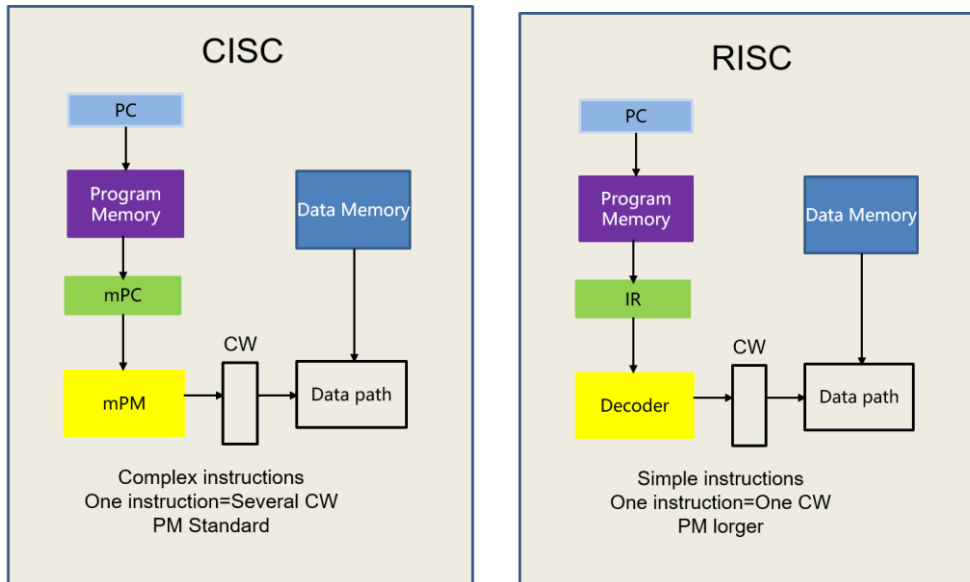 CISC
PC
Program
Memory
Data Memory
mPC
CW
mPM
Data path
Complex instructions
One instruction=Several CW
PM Standard
RISC
PC
Program
Memory
Data Memory
IR
CW
Decoder
Data path
Simple instructions
One instruction=One CW
PM lorger